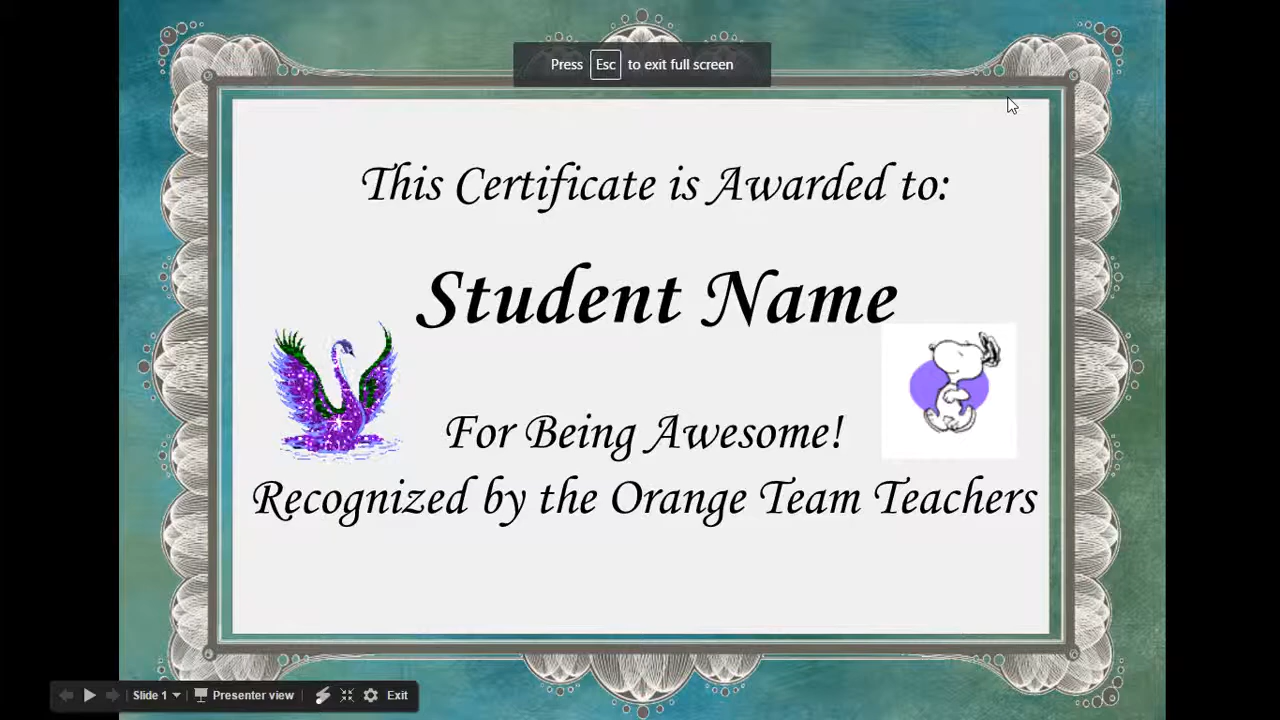 Press Esc to exit full screen
This Certificate is Awarded to:
Student Name
For Being Awesome!
Recognized by the Orange Team Teachers
Slide 1 Presenter view Exit